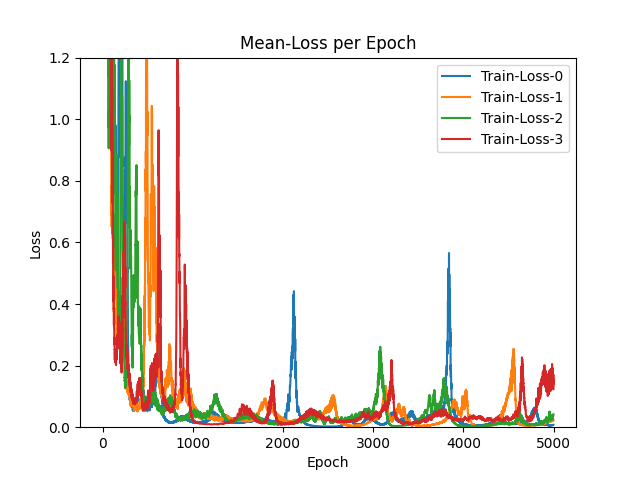 Mean-Loss per Epoch
1.2
1.0
0.8
0.6
0.4
0.2
0.0
Loss
0 1000 2000 3000 4000 5000
Epoch
Train-Loss-0
Train-Loss-1
Train-Loss-2
Train-Loss-3